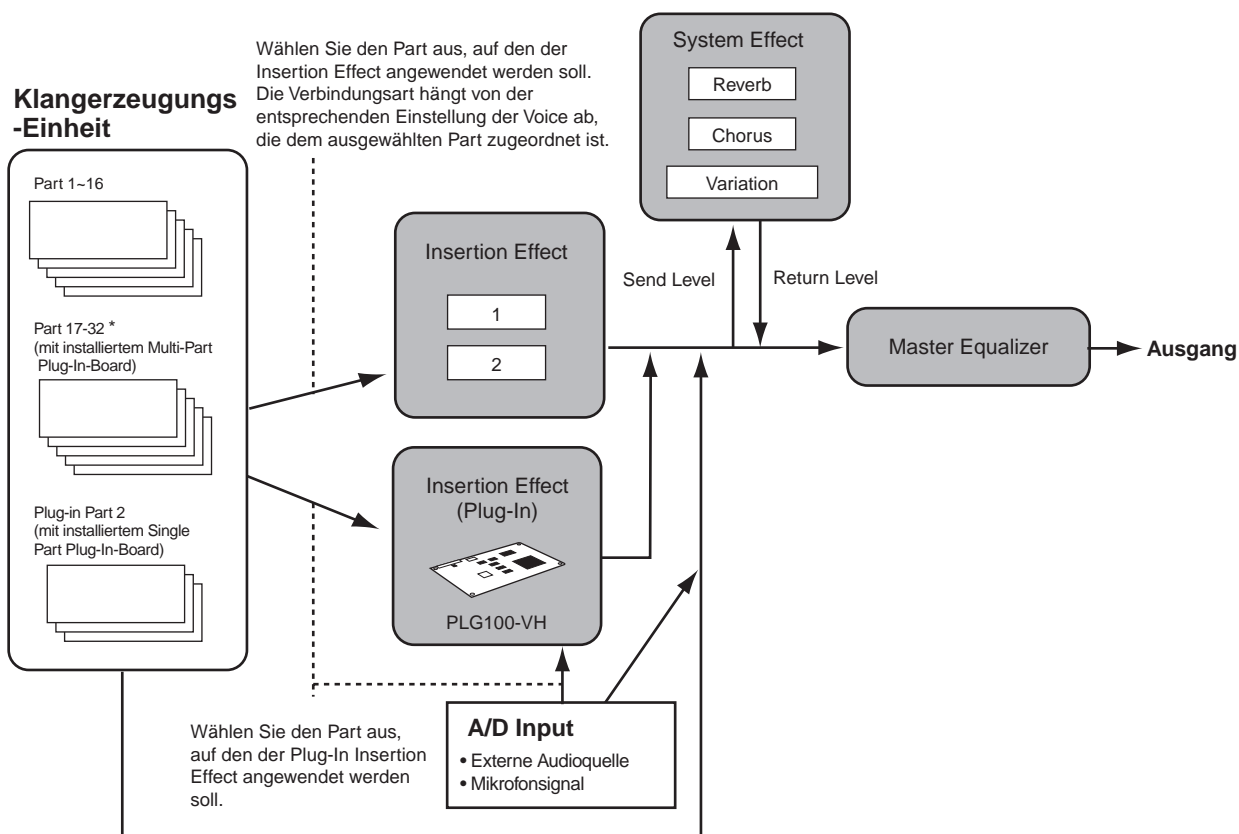 Wählen Sie den Part aus, auf den der
Insertion Effect angewendet werden soll.
Die Verbindungsart hängt von der
entsprechenden Einstellung der Voice ab,
die dem ausgewählten Part zugeordnet ist.
Klangerzeugungs
-Einheit
Part 1~16
Part 17-32 *
(mit installiertem Multi-Part
Plug-In-Board)
Plug-in Part 2
(mit installiertem Single
Part Plug-In-Board)
Insertion Effect
1
2
Insertion Effect
(Plug-In)
PLG100-VH
System Effect
Reverb
Chorus
Variation
Send Level
Return Level
Master Equalizer
Ausgang
Wählen Sie den Part aus,
auf den der Plug-In Insertion
Effect angewendet werden
soll.
A/D Input
• Externe Audioquelle
• Mikrofonsignal